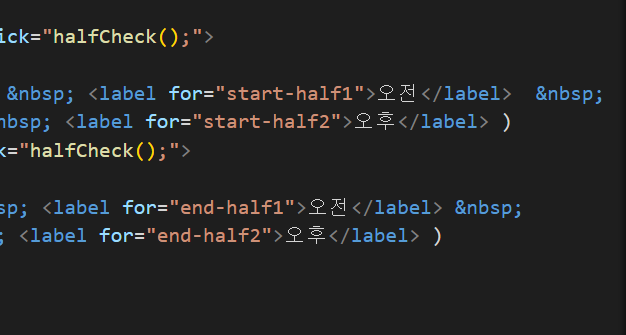 ick="halfCheck();">
&nbsp; <label for="start-half1">오전</label>  &nbsp;
nbsp; <label for="start-half2">오후</label> )
k="halfCheck();">
sp; <label for="end-half1">오전</label> &nbsp;
; <label for="end-half2">오후</label> )